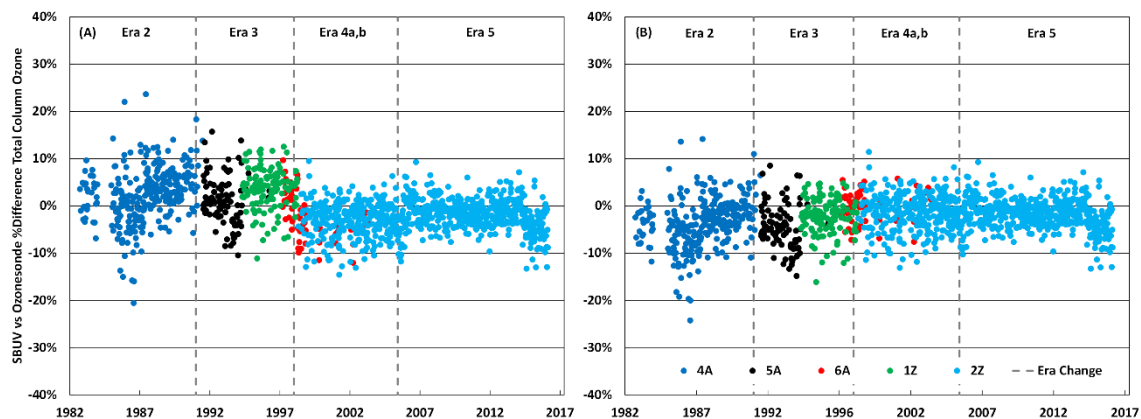 SBUV vs Ozonesonde %Difference Total Column Ozone
40%
30%
20%
10%
0%
-10%
-20%
-30%
-40%
(A)
Era 2
Era 3
Era 4a,b
Era 5
1982
1987
1992
1997
2002
2007
2012
2017
40%
30%
20%
10%
0%
-10%
-20%
-30%
-40%
(B)
Era 2
Era 3
Era 4a,b
Era 5
4A
5A
6A
1Z
2Z
Era Change
1982
1987
1992
1997
2002
2007
2012
2017